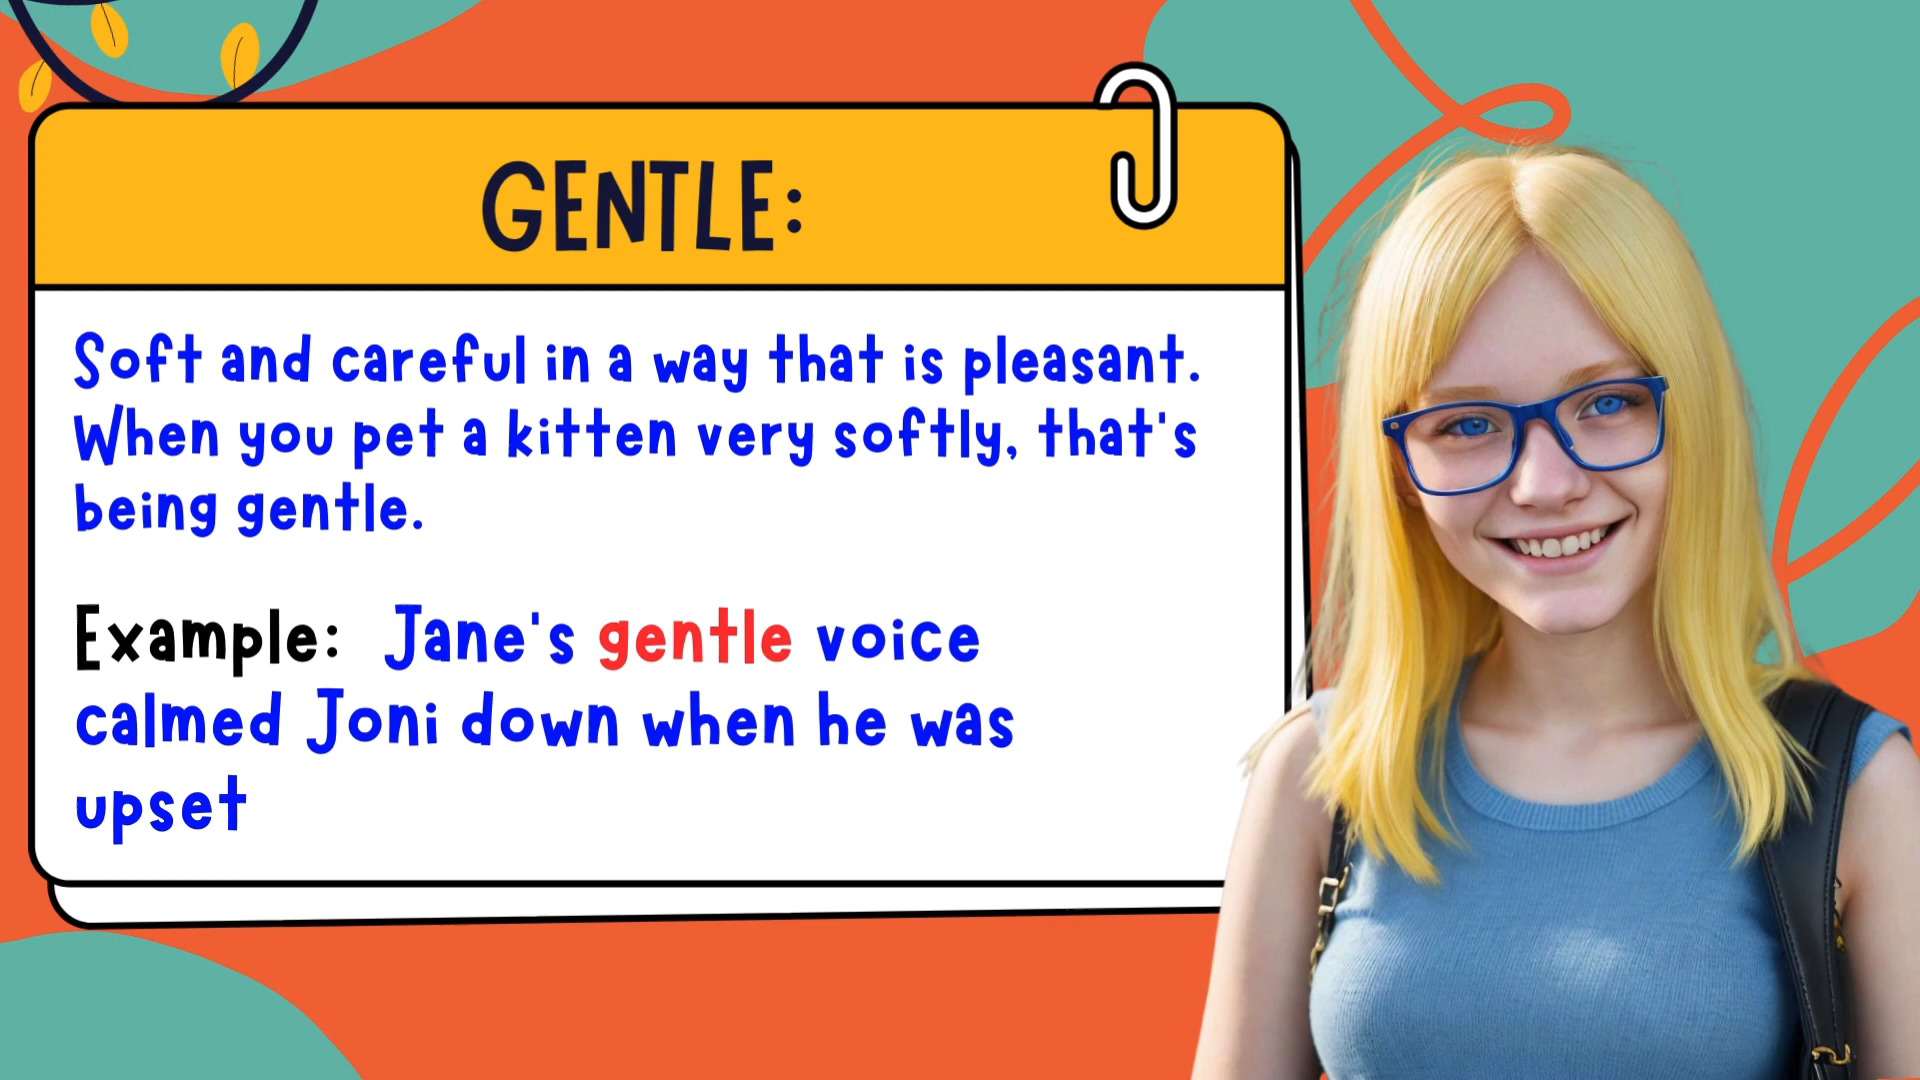 GENTLE:
Soft and careful in a way that is pleasant.
When you pet a kitten very softly, that's
being gentle.
Example: Jane's gentle voice
calmed Joni down when he was
upset